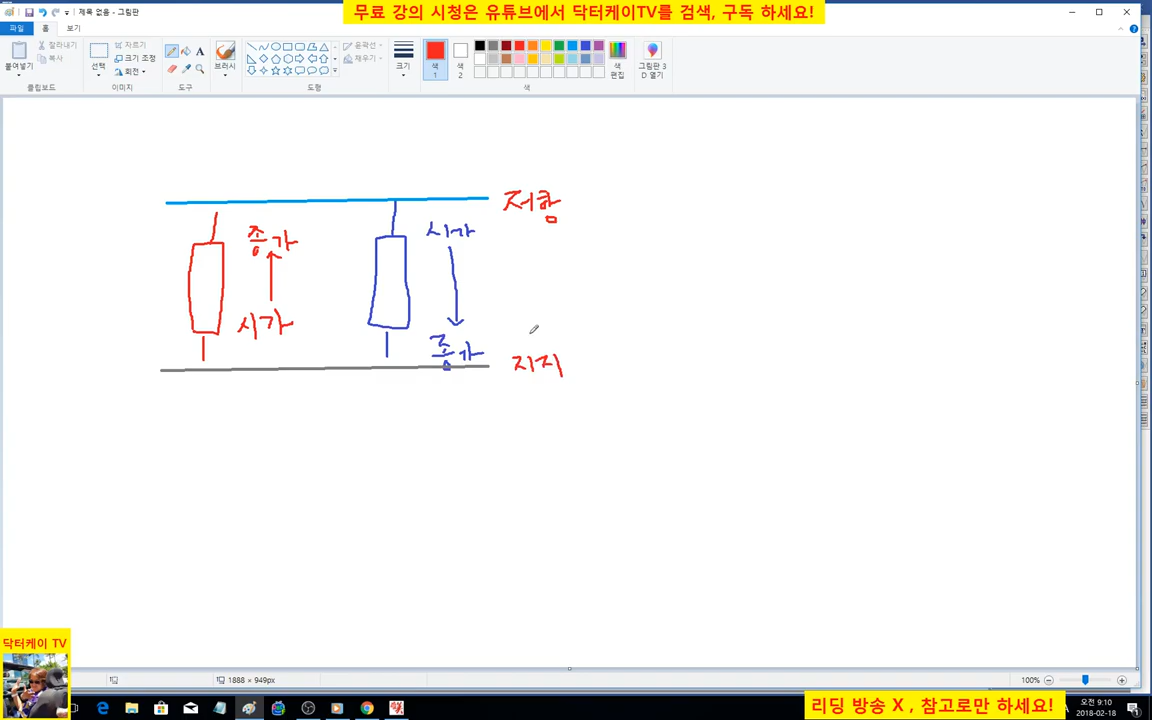 무료 강의 시청은 유튜브에서 닥터케이TV를 검색, 구독 하세요!
제목 없음 - 그림판
파일 홈 보기
붙여넣기
잘라내기
복사
클립보드
선택
자르기
크기 조정
회전
이미지
A
도구
브러시
윤곽선
채우기
도형
크기
색 1
색 2
색 편집
그림판 3D 열기
색
저항
종가
시가
시가
종가
지지
닥터케이 TV
1888 × 949px
100%
리딩 방송 X , 참고로만 하세요!
오전 9:10
2018-02-18